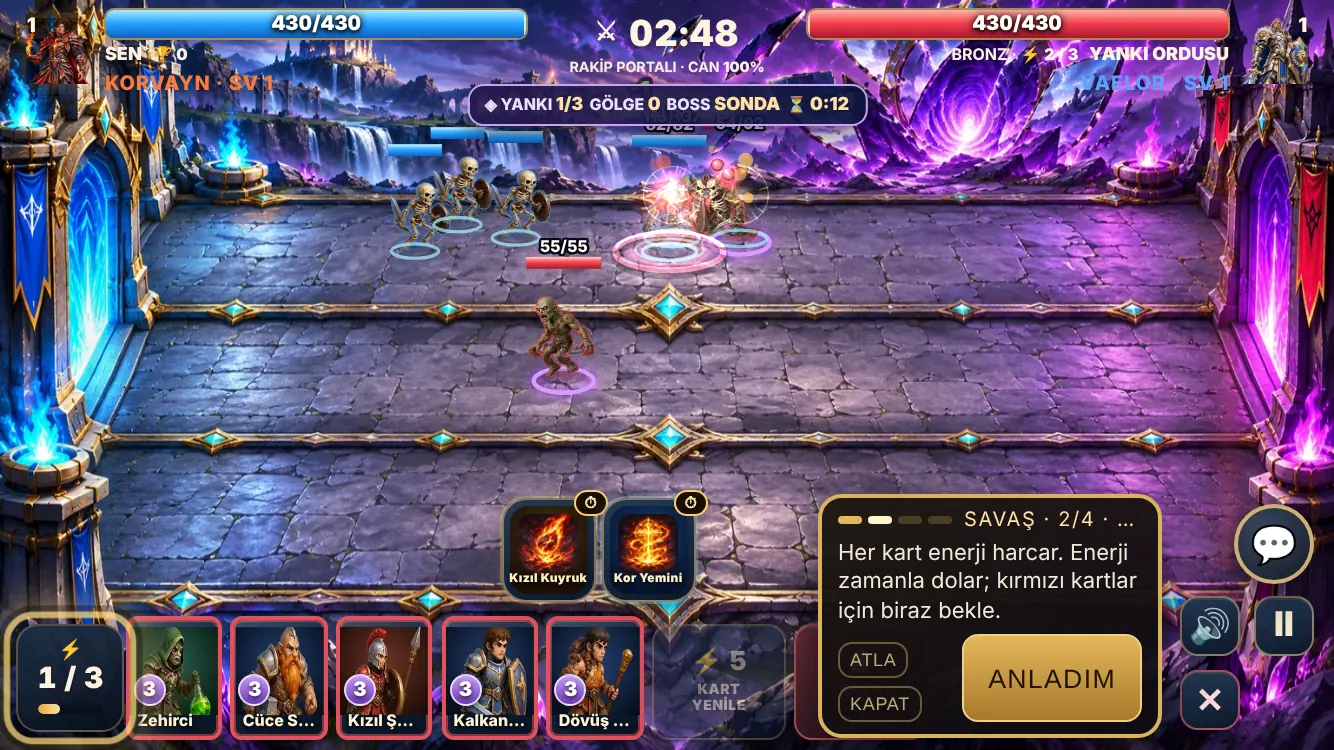 1
430/430
02:48
430/430
1
SEN 🏆 0
BRONZ · ⚡ 2/3 YANKI ORDUSU
RAKİP PORTALI · CAN 100%
KORVAYN · SV 1
VAELOR · SV 1
◆ YANKI 1/3 GÖLGE 0 BOSS SONDA ⏳ 0:12
55/55
Kızıl Kuyruk
Kor Yemini
SAVAŞ · 2/4 · ...
Her kart enerji harcar. Enerji
zamanla dolar; kırmızı kartlar
için biraz bekle.
ATLA
KAPAT
ANLADIM
⚡
1 / 3
3
Zehirci
3
Cüce S...
3
Kızıl Ş...
3
Kalkan...
3
Dövüş ...
⚡ 5
KART
YENİLE